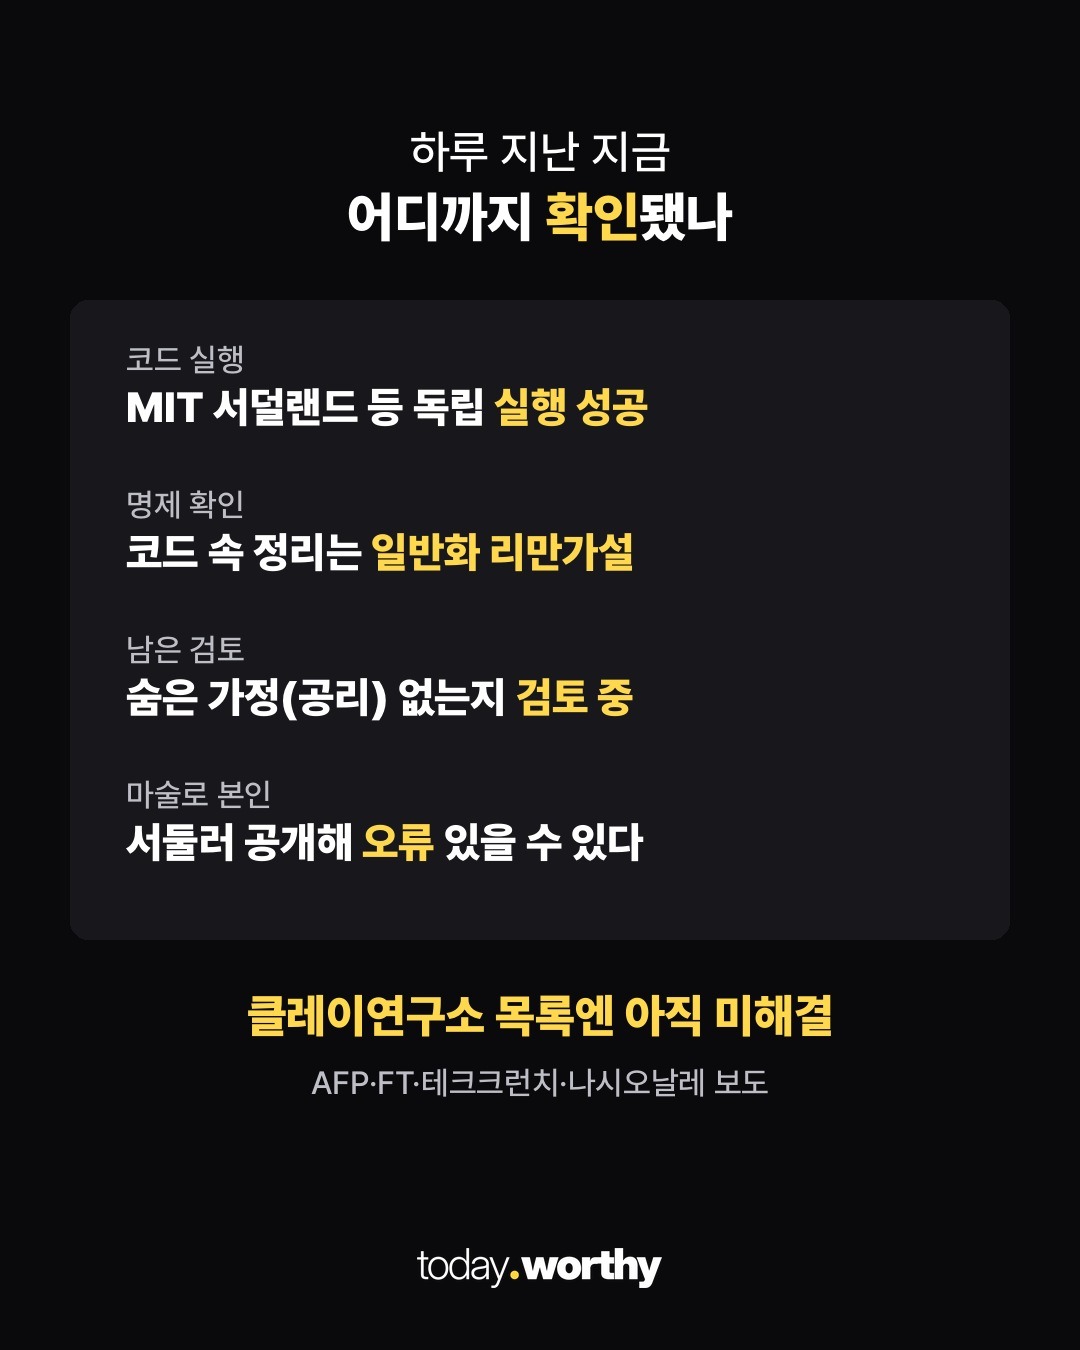 하루 지난 지금
어디까지 확인됐나
코드 실행
MIT 서덜랜드 등 독립 실행 성공
명제 확인
코드 속 정리는 일반화 리만가설
남은 검토
숨은 가정(공리) 없는지 검토 중
마술로 본인
서둘러 공개해 오류 있을 수 있다
클레이연구소 목록엔 아직 미해결
AFP·FT·테크크런치·나시오날레 보도
today.worthy